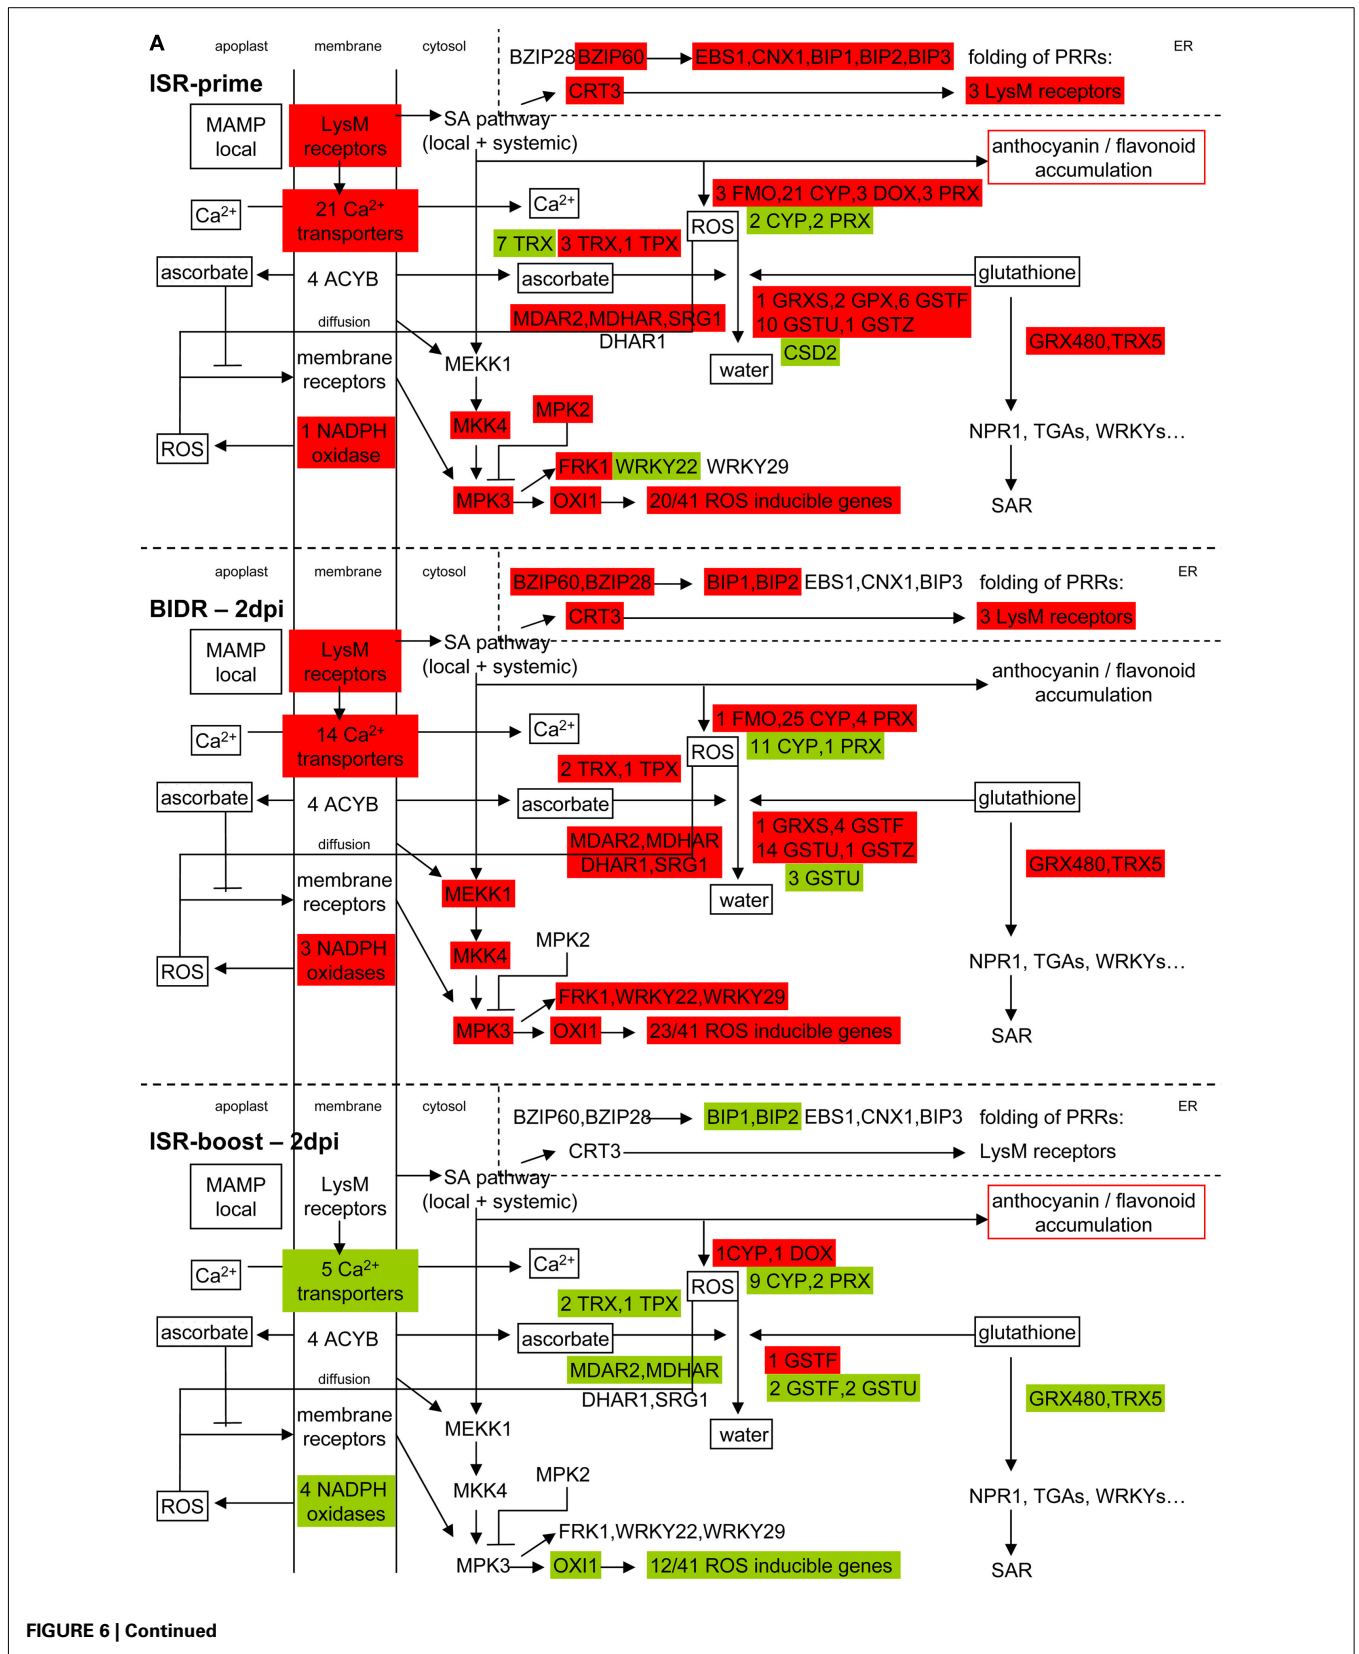 A
apoplast membrane cytosol
BZIP28 BZIP60 EBS1,CNX1,BIP1,BIP2,BIP3 folding of PRRs: ER
ISR-prime
CRT3 3 LysM receptors
MAMP
local
LysM
receptors
SA pathway
(local + systemic)
anthocyanin / flavonoid
accumulation
Ca2+
21 Ca2+
transporters
Ca2+
3 FMO,21 CYP,3 DOX,3 PRX
ROS
2 CYP,2 PRX
7 TRX 3 TRX,1 TPX
ascorbate
4 ACYB
ascorbate
glutathione
diffusion
MDAR2,MDHAR,SRG1
DHAR1
1 GRXS,2 GPX,6 GSTF
10 GSTU,1 GSTZ
CSD2
GRX480,TRX5
membrane
receptors
MEKK1
water
MKK4
MPK2
ROS
1 NADPH
oxidase
NPR1, TGAs, WRKYs...
FRK1 WRKY22 WRKY29
MPK3
OXI1
20/41 ROS inducible genes
SAR
apoplast membrane cytosol
BZIP60,BZIP28 BIP1,BIP2 EBS1,CNX1,BIP3 folding of PRRs: ER
BIDR – 2dpi
CRT3 3 LysM receptors
MAMP
local
LysM
receptors
SA pathway
(local + systemic)
anthocyanin / flavonoid
accumulation
Ca2+
14 Ca2+
transporters
Ca2+
1 FMO,25 CYP,4 PRX
ROS
11 CYP,1 PRX
2 TRX,1 TPX
ascorbate
4 ACYB
ascorbate
glutathione
diffusion
MDAR2,MDHAR
DHAR1,SRG1
1 GRXS,4 GSTF
14 GSTU,1 GSTZ
3 GSTU
GRX480,TRX5
membrane
receptors
MEKK1
water
MKK4
MPK2
ROS
3 NADPH
oxidases
NPR1, TGAs, WRKYs...
FRK1,WRKY22,WRKY29
MPK3
OXI1
23/41 ROS inducible genes
SAR
apoplast membrane cytosol
BZIP60,BZIP28 BIP1,BIP2 EBS1,CNX1,BIP3 folding of PRRs: ER
ISR-boost – 2dpi
CRT3 LysM receptors
MAMP
local
LysM
receptors
SA pathway
(local + systemic)
anthocyanin / flavonoid
accumulation
Ca2+
5 Ca2+
transporters
Ca2+
1CYP,1 DOX
ROS
9 CYP,2 PRX
2 TRX,1 TPX
ascorbate
4 ACYB
ascorbate
glutathione
diffusion
MDAR2,MDHAR
DHAR1,SRG1
1 GSTF
2 GSTF,2 GSTU
GRX480,TRX5
membrane
receptors
MEKK1
water
MKK4
MPK2
ROS
4 NADPH
oxidases
NPR1, TGAs, WRKYs...
FRK1,WRKY22,WRKY29
MPK3
OXI1
12/41 ROS inducible genes
SAR
FIGURE 6 | Continued